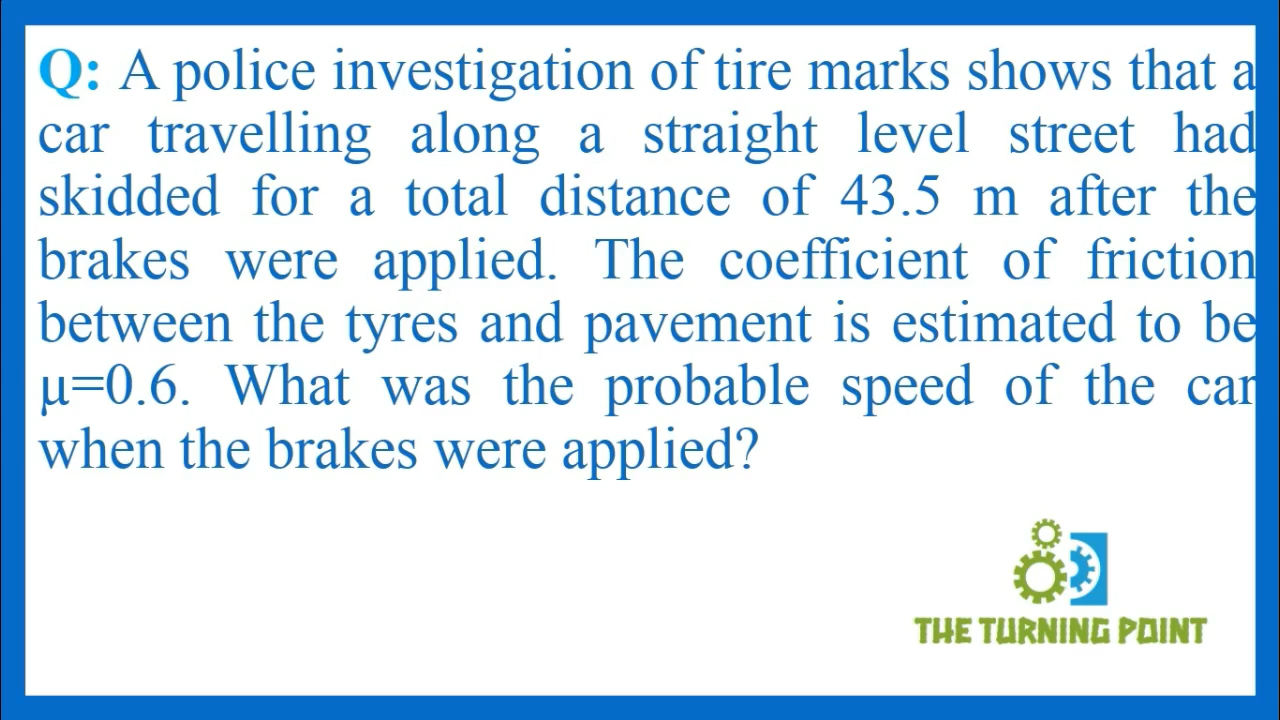 Q: A police investigation of tire marks shows that a
car travelling along a straight level street had
skidded for a total distance of 43.5 m after the
brakes were applied. The coefficient of friction
between the tyres and pavement is estimated to be
μ=0.6. What was the probable speed of the car
when the brakes were applied?
THE TURNING POINT